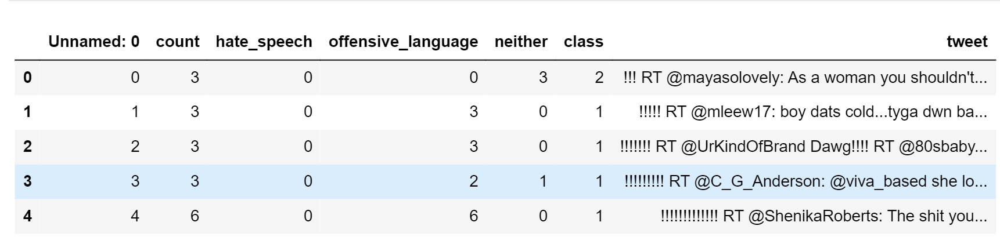 Unnamed: 0 count hate_speech offensive_language neither class tweet
0 0 3 0 0 3 2 !!! RT @mayasolovely: As a woman you shouldn't...
1 1 3 0 3 0 1 !!!!! RT @mleew17: boy dats cold...tyga dwn ba...
2 2 3 0 3 0 1 !!!!!!! RT @UrKindOfBrand Dawg!!!! RT @80sbaby...
3 3 3 0 2 1 1 !!!!!!!!! RT @C_G_Anderson: @viva_based she lo...
4 4 6 0 6 0 1 !!!!!!!!!!!!! RT @ShenikaRoberts: The shit you...